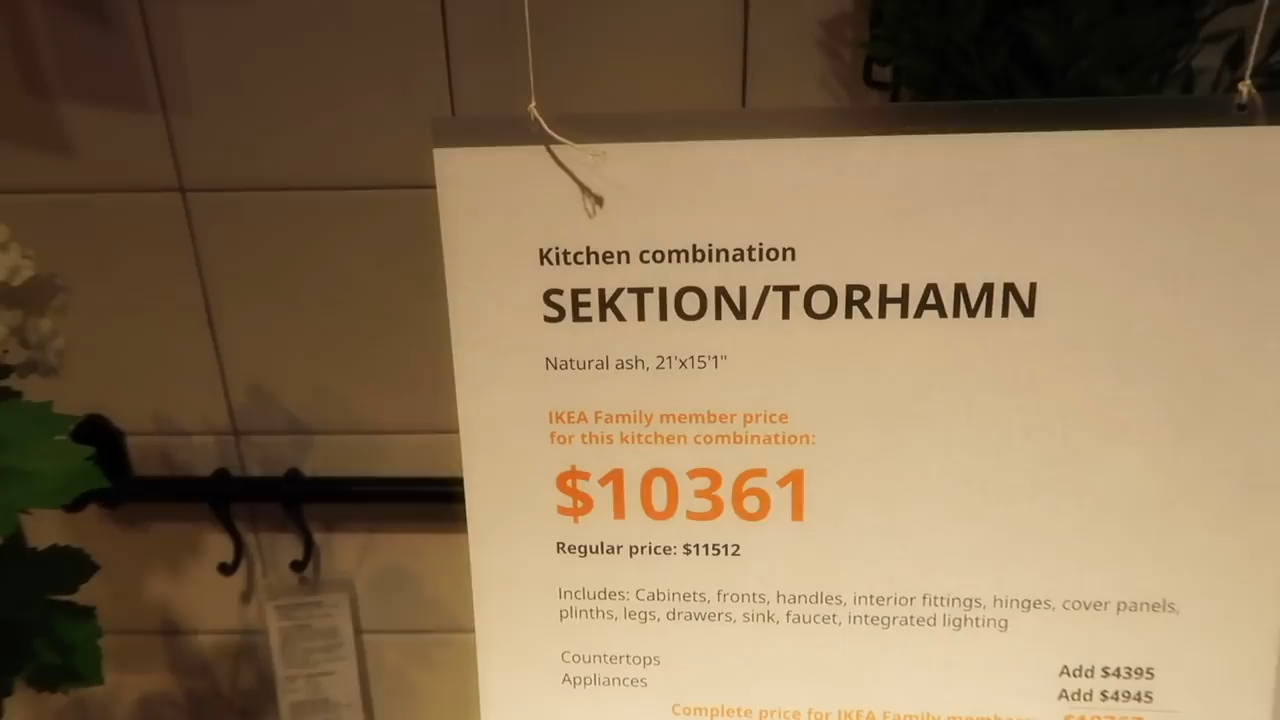 Kitchen combination
SEKTION/TORHAMN
Natural ash, 21'x15'1"
IKEA Family member price
for this kitchen combination:
$10361
Regular price: $11512
Includes: Cabinets, fronts, handles, interior fittings, hinges, cover panels,
plinths, legs, drawers, sink, faucet, integrated lighting
Countertops Add $4395
Appliances Add $4945
Complete price for IKEA Family